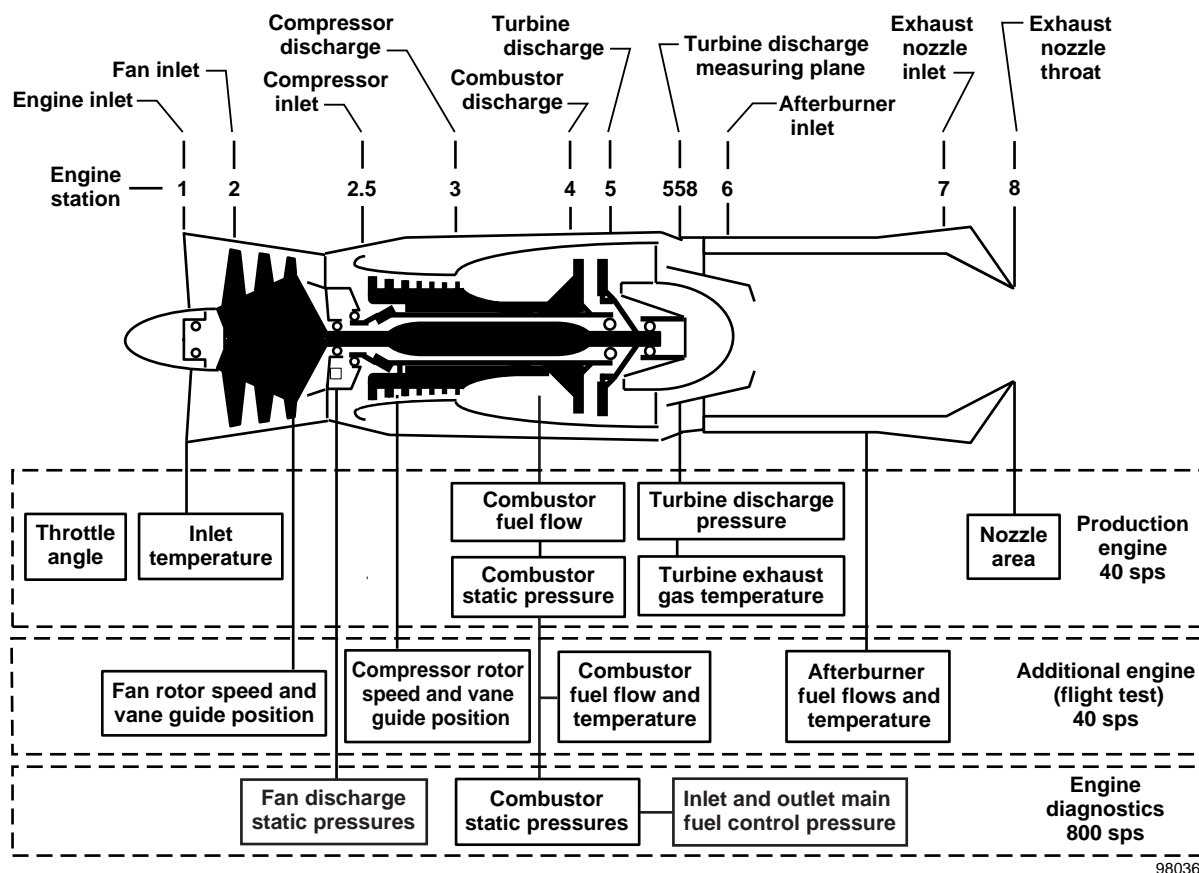 Compressor
discharge
Turbine
discharge
Turbine discharge
measuring plane
Exhaust
nozzle
inlet
Exhaust
nozzle
throat
Fan inlet
Compressor
inlet
Combustor
discharge
Afterburner
inlet
Engine inlet
Engine
station
1
2
2.5
3
4
5
558
6
7
8
Throttle
angle
Inlet
temperature
Combustor
fuel flow
Combustor
static pressure
Turbine discharge
pressure
Turbine exhaust
gas temperature
Nozzle
area
Production
engine
40 sps
Fan rotor speed and
vane guide position
Compressor rotor
speed and vane
guide position
Combustor
fuel flow and
temperature
Afterburner
fuel flows and
temperature
Additional engine
(flight test)
40 sps
Fan discharge
static pressures
Combustor
static pressures
Inlet and outlet main
fuel control pressure
Engine
diagnostics
800 sps
98036